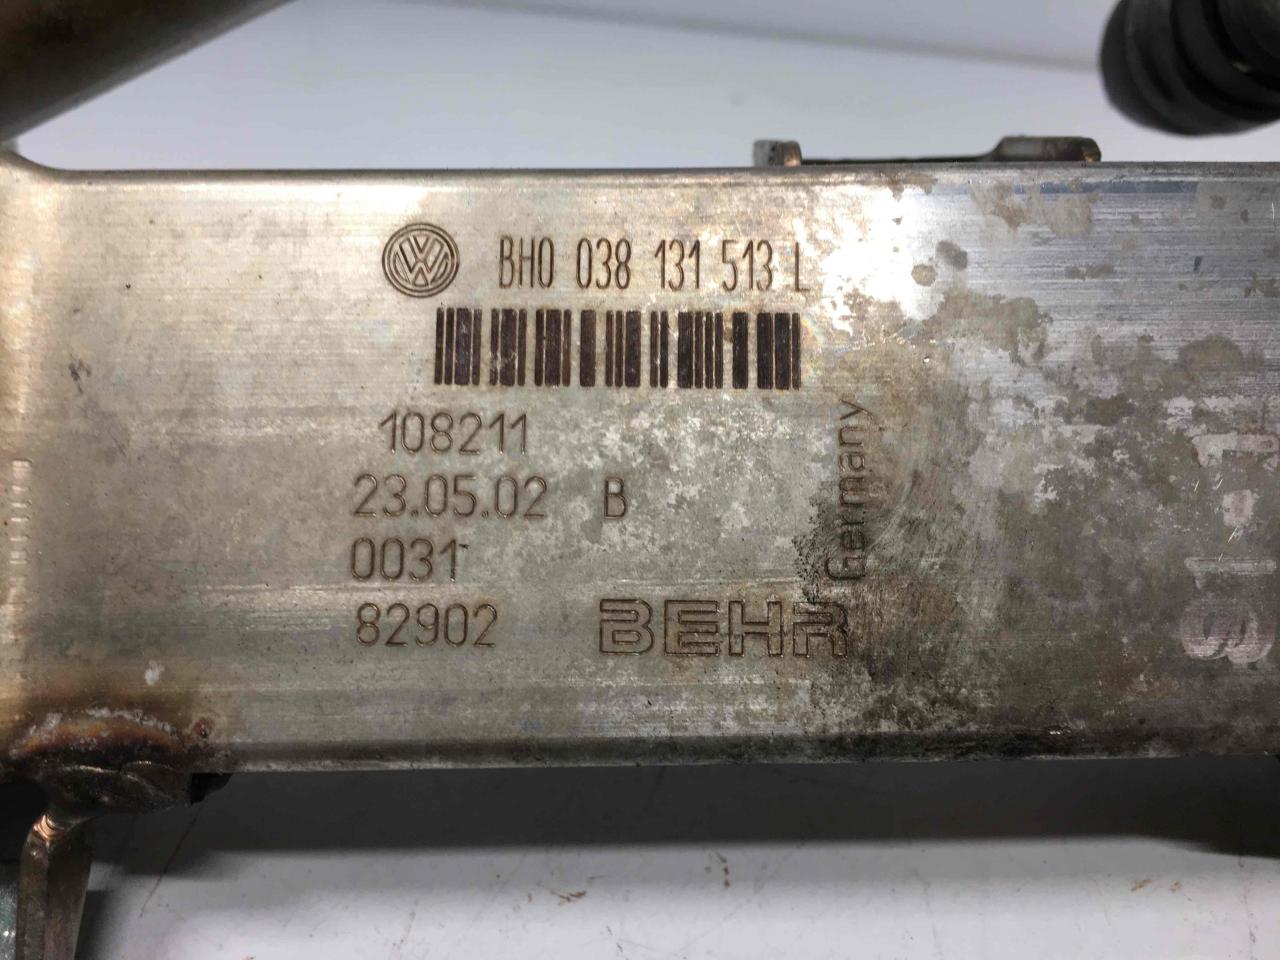 BH0 038 131 513 L
108211
23.05.02 B
0031
82902 BEHR
Germany